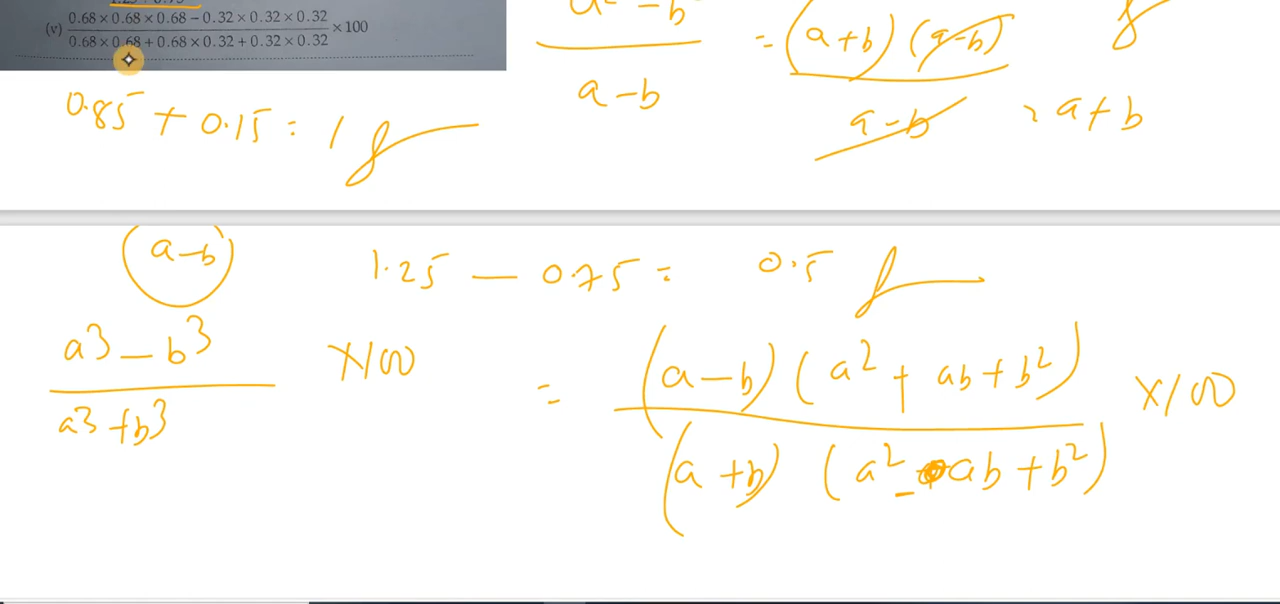 (v) 0.68 × 0.68 × 0.68 − 0.32 × 0.32 × 0.32
0.68 × 0.68 + 0.68 × 0.32 + 0.32 × 0.32
× 100
a - b
= (a+b) (a-b)
a-b
a+b
0.85 + 0.15 = 1
a-b
1.25 - 0.75 = 0.5
a³ - b³
a³ + b³
×100
= (a-b) (a² + ab + b²)
(a+b) (a² - ab + b²)
×100